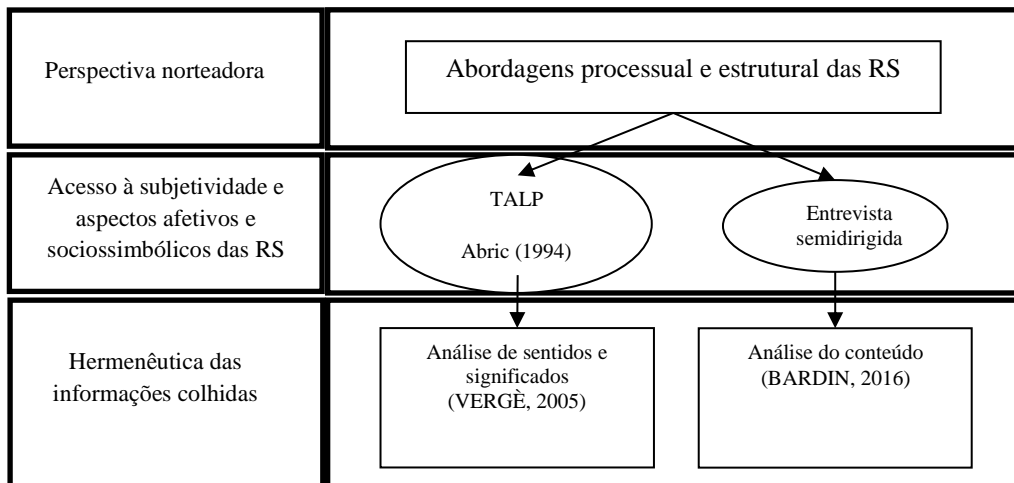 Perspectiva norteadora
Abordagens processual e estrutural das RS
Acesso à subjetividade e
aspectos afetivos e
sociossimbólicos das RS
TALP
Abric (1994)
Entrevista
semidirigida
Hermenêutica das
informações colhidas
Análise de sentidos e
significados
(VERGÈ, 2005)
Análise do conteúdo
(BARDIN, 2016)